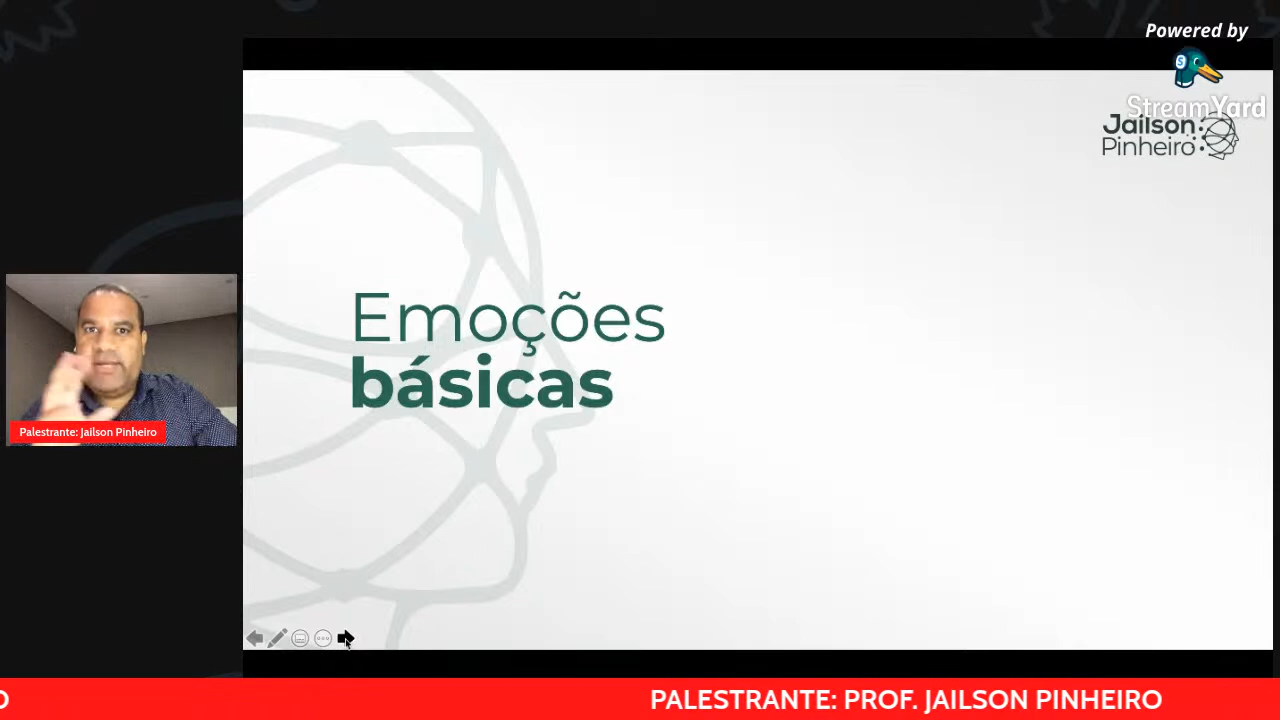 Powered by
StreamYard
Jailson
Pinheiro
Emoções
básicas
Palestrante: Jailson Pinheiro
O
PALESTRANTE: PROF. JAILSON PINHEIRO